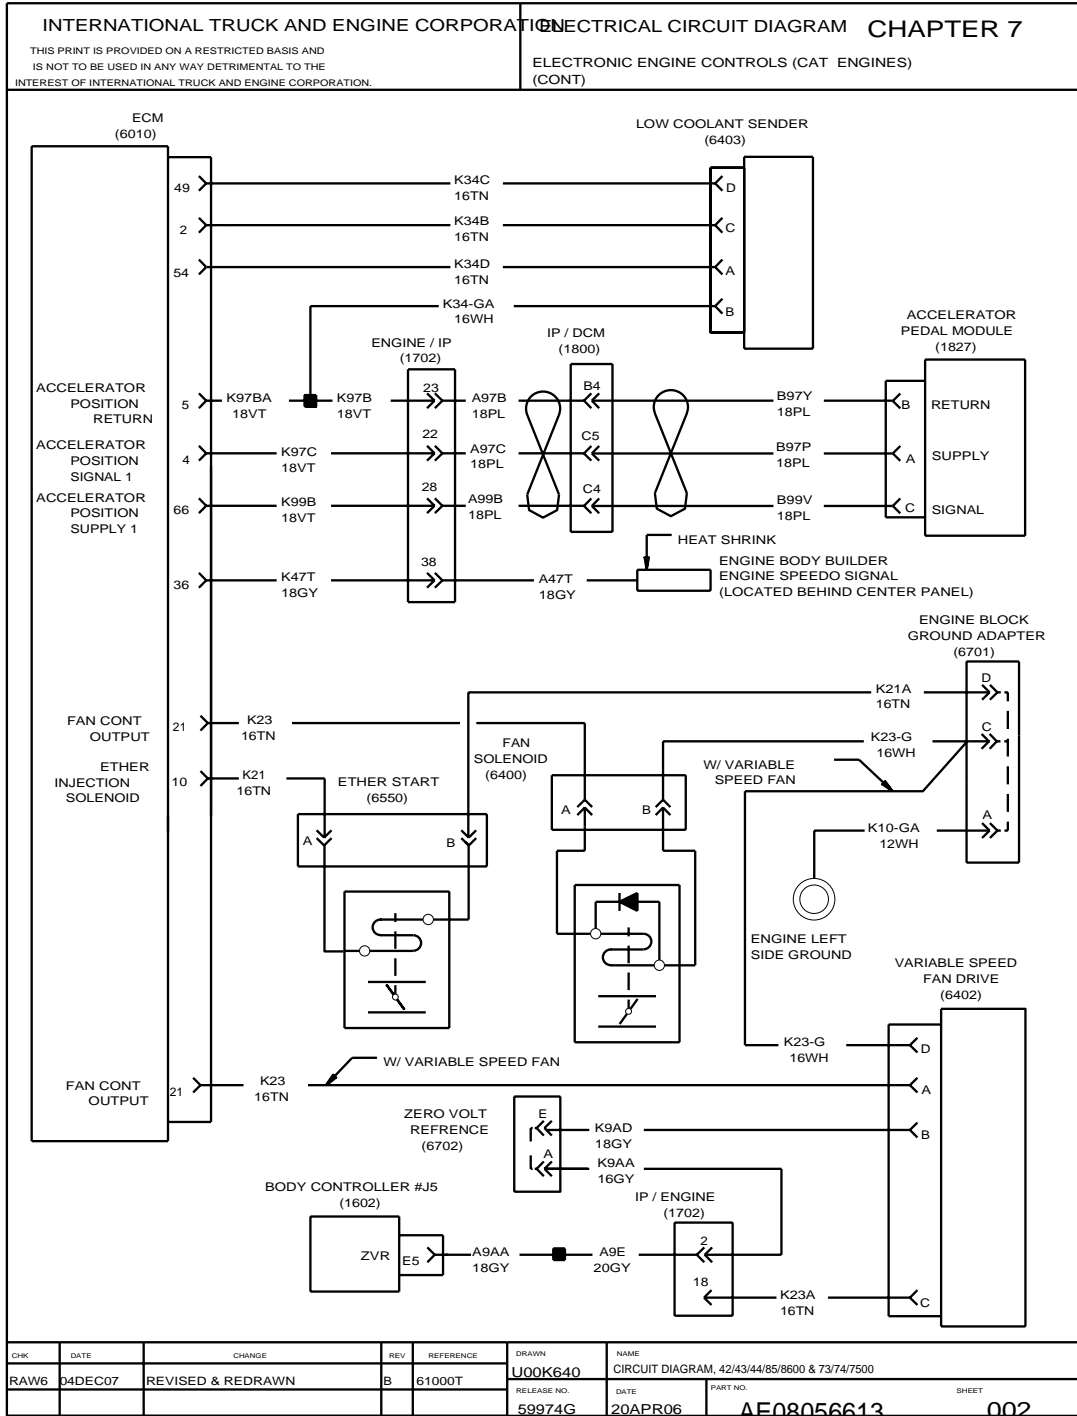 INTERNATIONAL TRUCK AND ENGINE CORPORATION
THIS PRINT IS PROVIDED ON A RESTRICTED BASIS AND
IS NOT TO BE USED IN ANY WAY DETRIMENTAL TO THE
INTEREST OF INTERNATIONAL TRUCK AND ENGINE CORPORATION.
ELECTRICAL CIRCUIT DIAGRAM CHAPTER 7
ELECTRONIC ENGINE CONTROLS (CAT ENGINES)
(CONT)
ECM
(6010)
LOW COOLANT SENDER
(6403)
49
K34C
16TN
D
2
K34B
16TN
C
54
K34D
16TN
A
K34-GA
16WH
B
ENGINE / IP
(1702)
IP / DCM
(1800)
ACCELERATOR
PEDAL MODULE
(1827)
ACCELERATOR
POSITION
RETURN
5
K97BA
18VT
K97B
18VT
23
A97B
18PL
B4
B97Y
18PL
B
RETURN
ACCELERATOR
POSITION
SIGNAL 1
4
K97C
18VT
22
A97C
18PL
C5
B97P
18PL
A
SUPPLY
ACCELERATOR
POSITION
SUPPLY 1
66
K99B
18VT
28
A99B
18PL
C4
B99V
18PL
C
SIGNAL
36
K47T
18GY
38
A47T
18GY
HEAT SHRINK
ENGINE BODY BUILDER
ENGINE SPEEDO SIGNAL
(LOCATED BEHIND CENTER PANEL)
ENGINE BLOCK
GROUND ADAPTER
(6701)
K21A
16TN
D
FAN CONT
OUTPUT
21
K23
16TN
FAN
SOLENOID
(6400)
K23-G
16WH
C
W/ VARIABLE
SPEED FAN
ETHER
INJECTION
SOLENOID
10
K21
16TN
ETHER START
(6550)
A
B
A
B
K10-GA
12WH
A
ENGINE LEFT
SIDE GROUND
VARIABLE SPEED
FAN DRIVE
(6402)
K23-G
16WH
D
W/ VARIABLE SPEED FAN
FAN CONT
OUTPUT
21
K23
16TN
A
ZERO VOLT
REFRENCE
(6702)
E
K9AD
18GY
B
A
K9AA
16GY
BODY CONTROLLER #J5
(1602)
IP / ENGINE
(1702)
ZVR
E5
A9AA
18GY
A9E
20GY
2
18
K23A
16TN
C
CHK DATE CHANGE REV REFERENCE
RAW6 04DEC07 REVISED & REDRAWN B 61000T
DRAWN
U00K640
NAME
CIRCUIT DIAGRAM, 42/43/44/85/8600 & 73/74/7500
RELEASE NO.
59974G
DATE
20APR06
PART NO.
AE08056613
SHEET
002